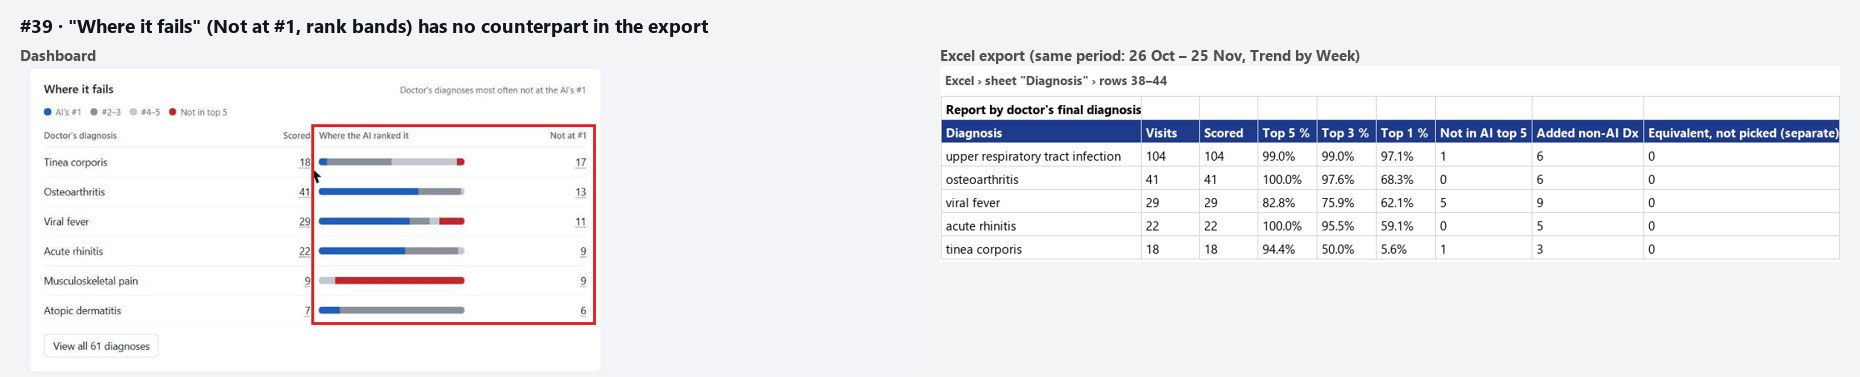 #39 · "Where it fails" (Not at #1, rank bands) has no counterpart in the export
Dashboard
Where it fails
Doctor's diagnoses most often not at the AI's #1
AI's #1 #2–3 #4–5 Not in top 5
Doctor's diagnosis Scored Where the AI ranked it Not at #1
Tinea corporis 18 17
Osteoarthritis 41 13
Viral fever 29 11
Acute rhinitis 22 9
Musculoskeletal pain 9 9
Atopic dermatitis 7 6
View all 61 diagnoses
Excel export (same period: 26 Oct – 25 Nov, Trend by Week)
Excel › sheet "Diagnosis" › rows 38–44
Report by doctor's final diagnosis
Diagnosis Visits Scored Top 5 % Top 3 % Top 1 % Not in AI top 5 Added non-AI Dx Equivalent, not picked (separate)
upper respiratory tract infection 104 104 99.0% 99.0% 97.1% 1 6 0
osteoarthritis 41 41 100.0% 97.6% 68.3% 0 6 0
viral fever 29 29 82.8% 75.9% 62.1% 5 9 0
acute rhinitis 22 22 100.0% 95.5% 59.1% 0 5 0
tinea corporis 18 18 94.4% 50.0% 5.6% 1 3 0